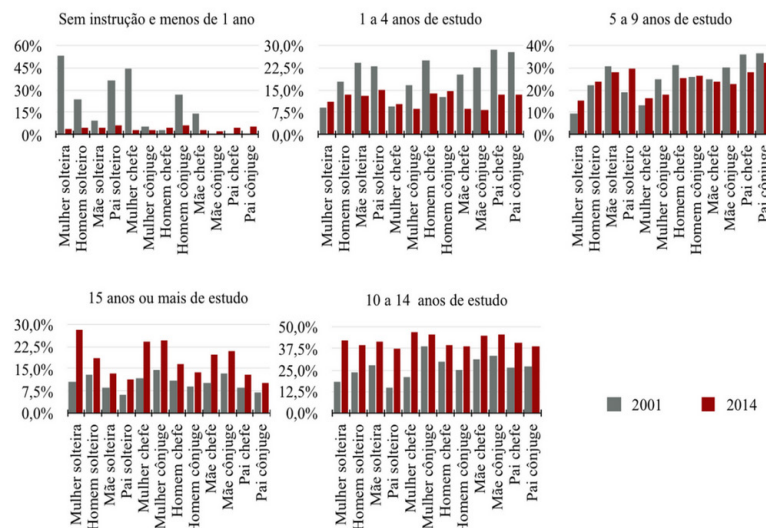 Sem instrução e menos de 1 ano
60%
45%
30%
15%
0%
Mulher solteira
Homem solteiro
Mãe solteira
Pai solteiro
Mulher chefe
Mulher cônjuge
Homem chefe
Homem cônjuge
Mãe chefe
Mãe cônjuge
Pai chefe
Pai cônjuge
1 a 4 anos de estudo
30,0%
22,5%
15,0%
7,5%
0,0%
Mulher solteira
Homem solteiro
Mãe solteira
Pai solteiro
Mulher chefe
Mulher cônjuge
Homem chefe
Homem cônjuge
Mãe chefe
Mãe cônjuge
Pai chefe
Pai cônjuge
5 a 9 anos de estudo
40%
30%
20%
10%
0%
Mulher solteira
Homem solteiro
Mãe solteira
Pai solteiro
Mulher chefe
Mulher cônjuge
Homem chefe
Homem cônjuge
Mãe chefe
Mãe cônjuge
Pai chefe
Pai cônjuge
15 anos ou mais de estudo
30,0%
22,5%
15,0%
7,5%
0,0%
Mulher solteira
Homem solteiro
Mãe solteira
Pai solteiro
Mulher chefe
Mulher cônjuge
Homem chefe
Homem cônjuge
Mãe chefe
Mãe cônjuge
Pai chefe
Pai cônjuge
10 a 14 anos de estudo
50,0%
37,5%
25,0%
12,5%
0,0%
Mulher solteira
Homem solteiro
Mãe solteira
Pai solteiro
Mulher chefe
Mulher cônjuge
Homem chefe
Homem cônjuge
Mãe chefe
Mãe cônjuge
Pai chefe
Pai cônjuge
2001
2014